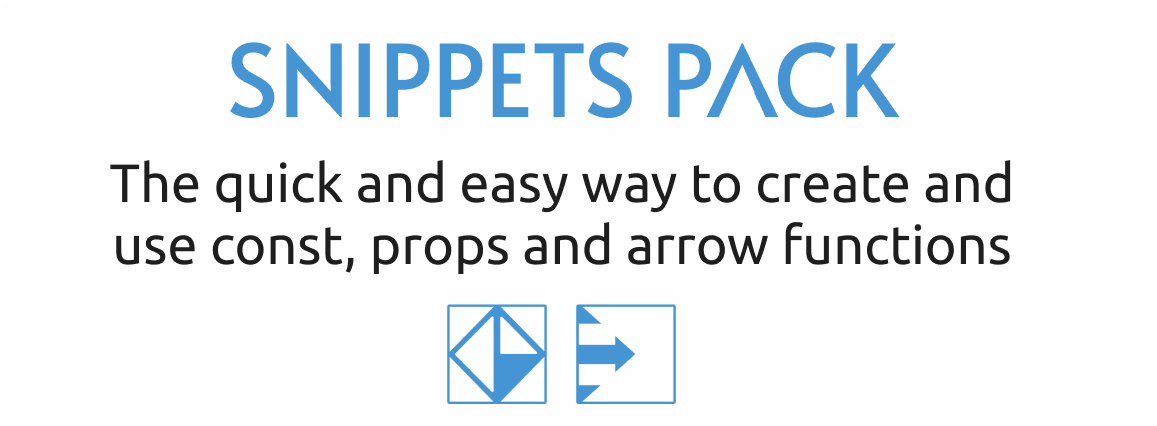 SNIPPETS PACK
The quick and easy way to create and
use const, props and arrow functions